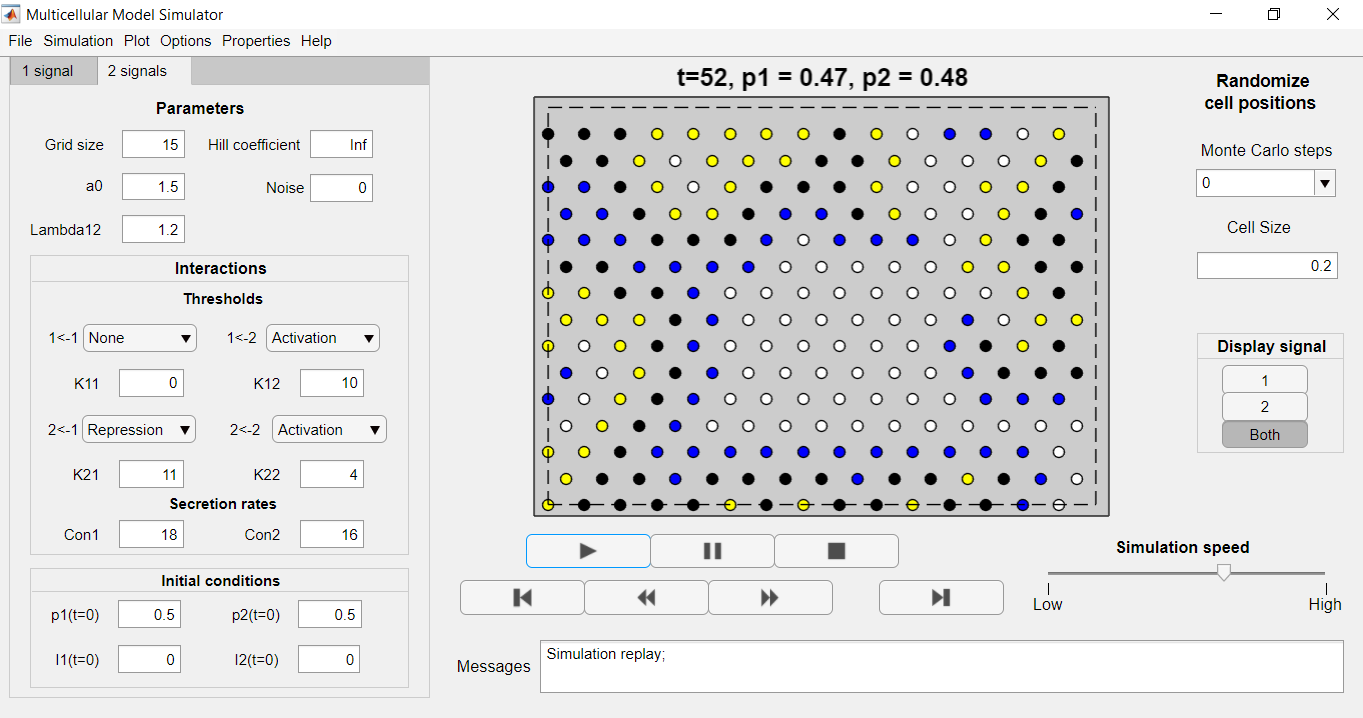 Multicellular Model Simulator
File Simulation Plot Options Properties Help
1 signal 2 signals
Parameters
Grid size 15 Hill coefficient Inf
a0 1.5 Noise 0
Lambda12 1.2
Interactions
Thresholds
1<-1 None 1<-2 Activation
K11 0 K12 10
2<-1 Repression 2<-2 Activation
K21 11 K22 4
Secretion rates
Con1 18 Con2 16
Initial conditions
p1(t=0) 0.5 p2(t=0) 0.5
I1(t=0) 0 I2(t=0) 0
t=52, p1 = 0.47, p2 = 0.48
Simulation speed
Low High
Messages Simulation replay;
Randomize
cell positions
Monte Carlo steps
0
Cell Size
0.2
Display signal
1
2
Both